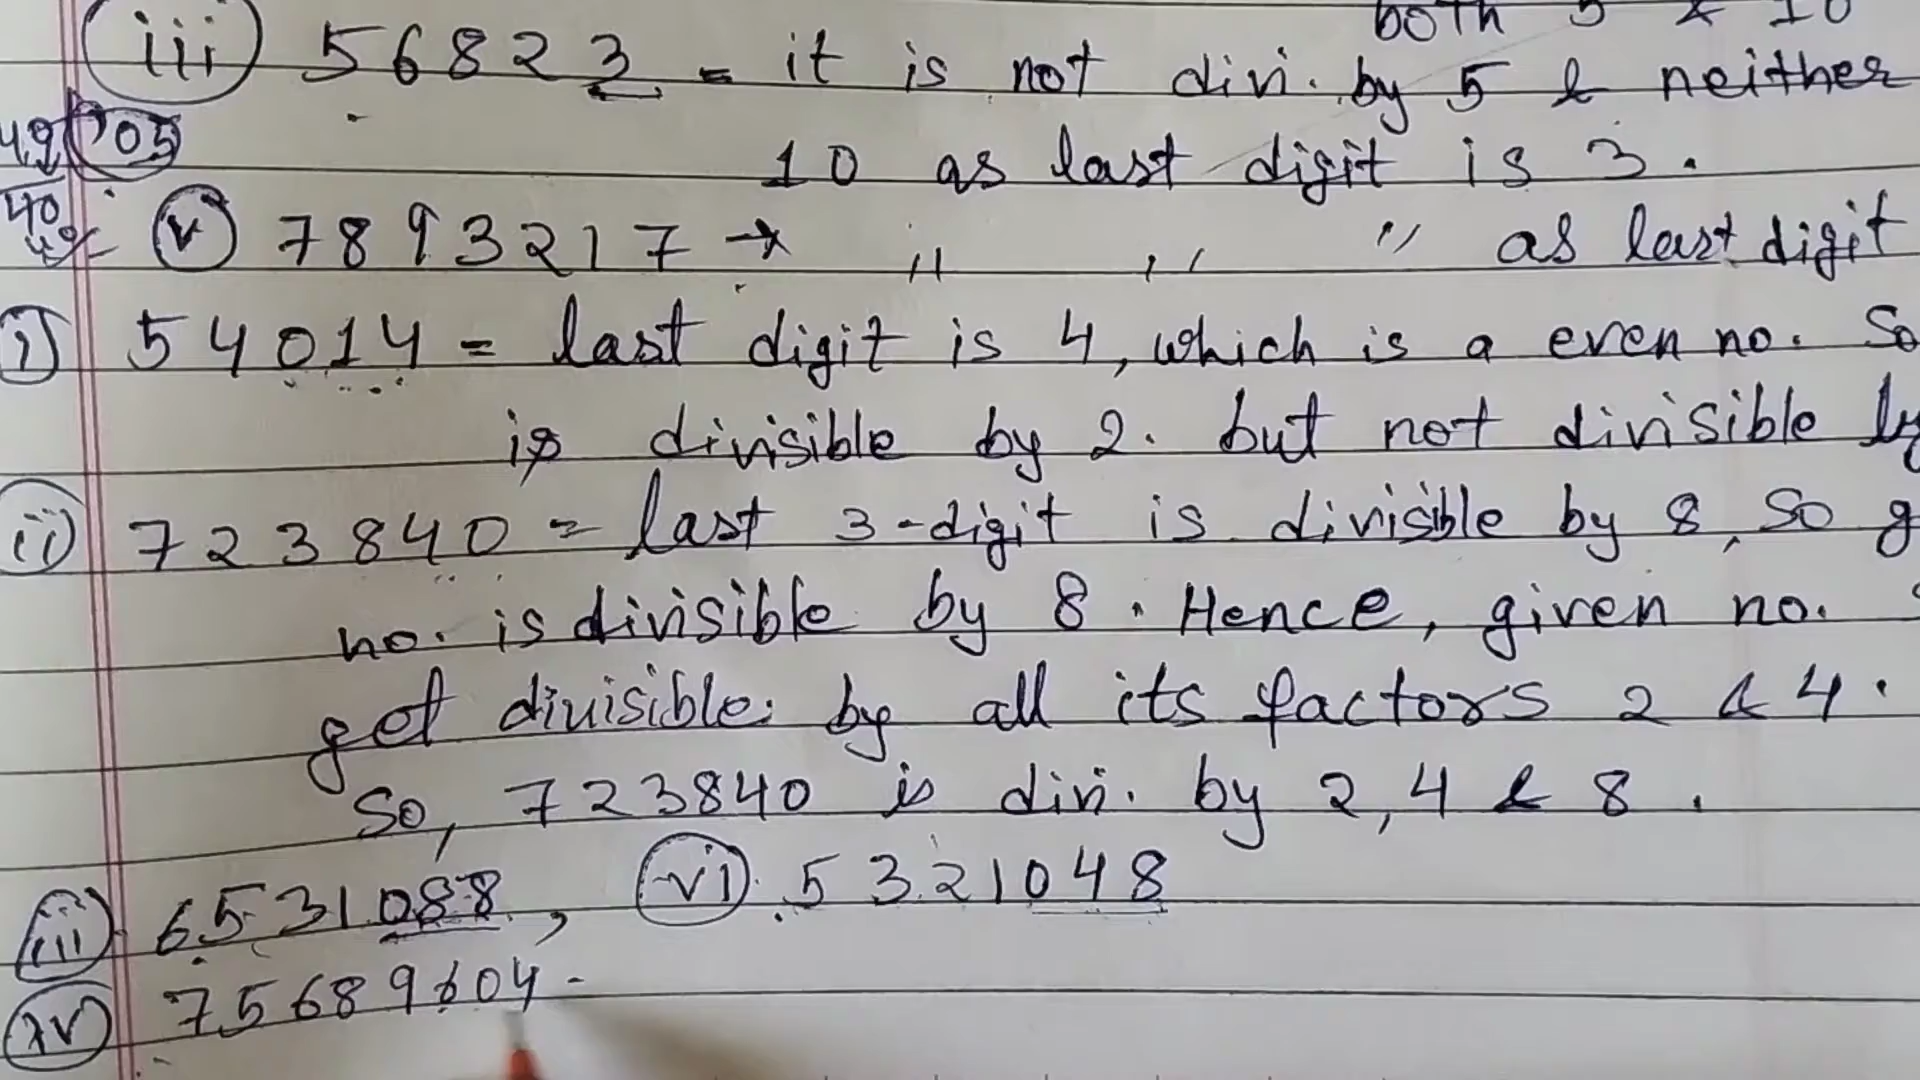 both 5 & 10
iii 56823 = it is not divi. by 5 & neither
10 as last digit is 3.
v 7893217 → " " " as last digit
i) 54014 = last digit is 4, which is a even no. So
is divisible by 2. but not divisible by
ii) 723840 = last 3-digit is divisible by 8, So g
no. is divisible by 8. Hence, given no.
get divisible by all its factors 2 & 4.
So, 723840 is divi. by 2, 4 & 8.
iii) 6531088, vi) 5321048
iv) 75689604 -